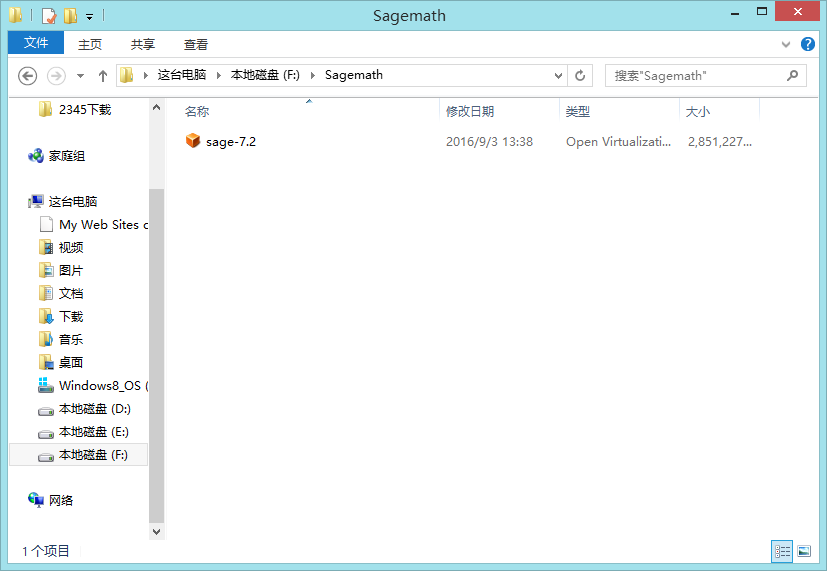 Sagemath
文件 主页 共享 查看
这台电脑 本地磁盘 (F:) Sagemath 搜索"Sagemath"
2345下载
家庭组
这台电脑
My Web Sites c
视频
图片
文档
下载
音乐
桌面
Windows8_OS (
本地磁盘 (D:)
本地磁盘 (E:)
本地磁盘 (F:)
网络
名称 修改日期 类型 大小
sage-7.2 2016/9/3 13:38 Open Virtualizati... 2,851,227...
1 个项目